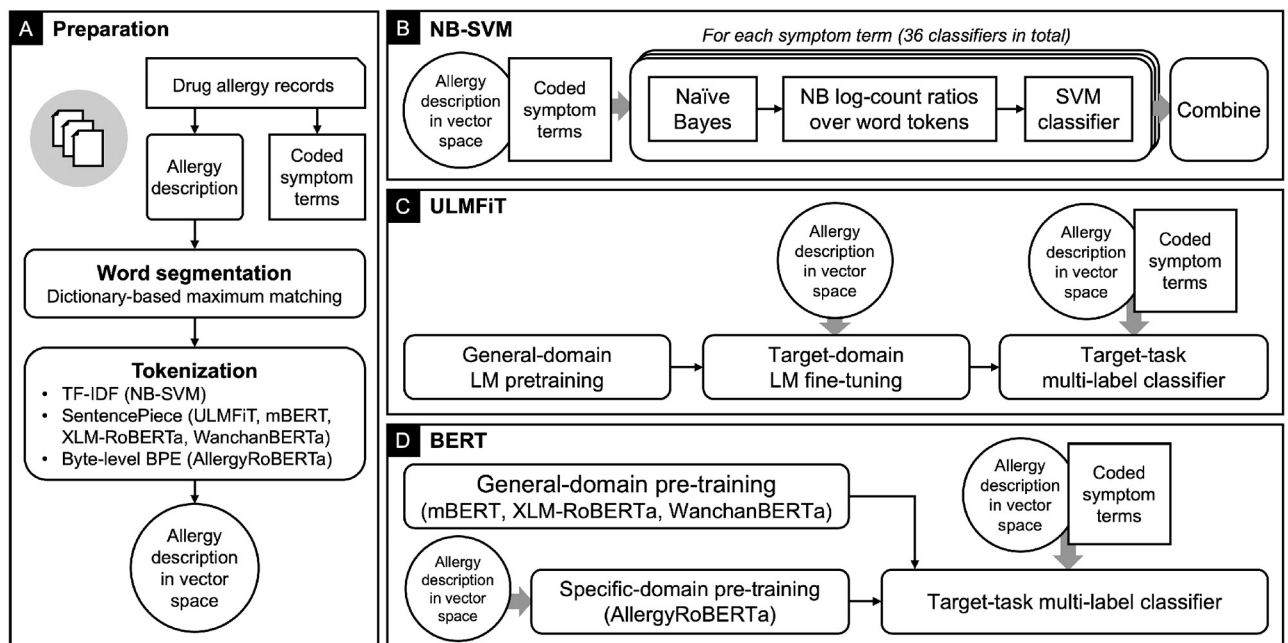 A Preparation
Drug allergy records
Allergy
description
Coded
symptom
terms
Word segmentation
Dictionary-based maximum matching
Tokenization
• TF-IDF (NB-SVM)
• SentencePiece (ULMFiT, mBERT,
XLM-RoBERTa, WanchanBERTa)
• Byte-level BPE (AllergyRoBERTa)
Allergy
description
in vector
space
B NB-SVM
For each symptom term (36 classifiers in total)
Allergy
description
in vector
space
Coded
symptom
terms
Naïve
Bayes
NB log-count ratios
over word tokens
SVM
classifier
Combine
C ULMFiT
Allergy
description
in vector
space
Allergy
description
in vector
space
Coded
symptom
terms
General-domain
LM pretraining
Target-domain
LM fine-tuning
Target-task
multi-label classifier
D BERT
General-domain pre-training
(mBERT, XLM-RoBERTa, WanchanBERTa)
Allergy
description
in vector
space
Coded
symptom
terms
Allergy
description
in vector
space
Specific-domain pre-training
(AllergyRoBERTa)
Target-task multi-label classifier